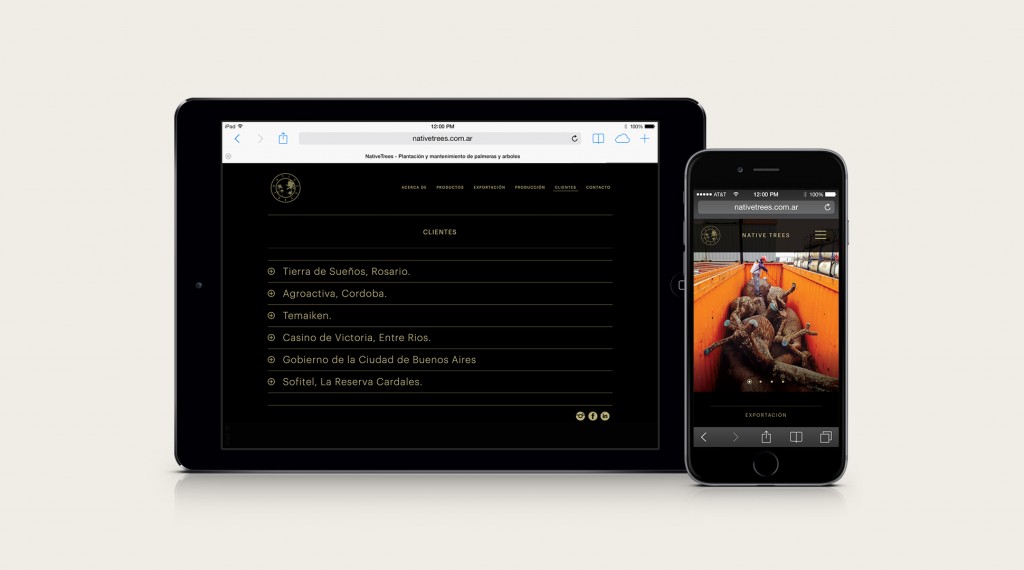 iPad
12:00 PM
100%
nativetrees.com.ar
NativeTrees - Plantación y mantenimiento de palmeras y arboles
ACERCA DE
PRODUCTOS
EXPORTACIÓN
PRODUCCIÓN
CLIENTES
CONTACTO
CLIENTES
Tierra de Sueños, Rosario.
Agroactiva, Cordoba.
Temaiken.
Casino de Victoria, Entre Rios.
Gobierno de la Ciudad de Buenos Aires
Sofitel, La Reserva Cardales.
AT&T
12:00 PM
100%
nativetrees.com.ar
NATIVE TREES
EXPORTACIÓN